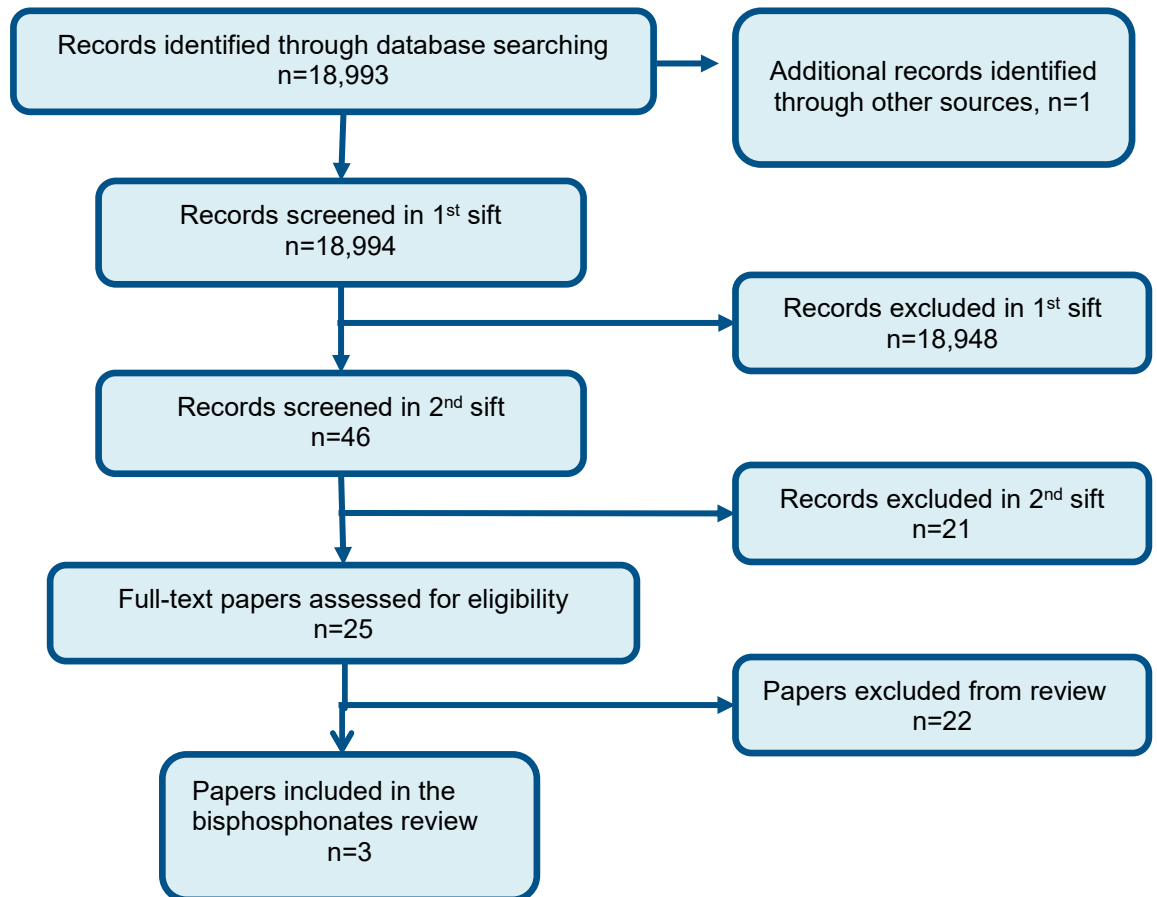 Records identified through database searching
n=18,993
Additional records identified
through other sources, n=1
Records screened in 1st sift
n=18,994
Records excluded in 1st sift
n=18,948
Records screened in 2nd sift
n=46
Records excluded in 2nd sift
n=21
Full-text papers assessed for eligibility
n=25
Papers excluded from review
n=22
Papers included in the
bisphosphonates review
n=3